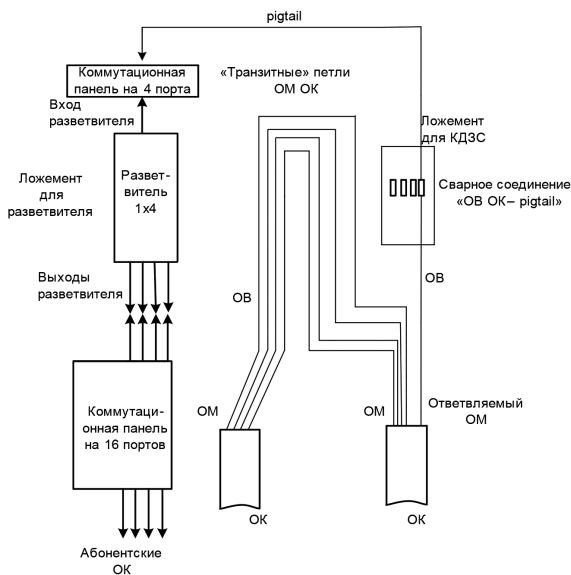 pigtail
Коммутационная
панель на 4 порта
«Транзитные» петли
ОМ ОК
Вход
разветвителя
Ложемент
для КДЗС
Ложемент
для
разветвителя
Развет-
витель
1x4
Сварное соединение
«ОВ ОК– pigtail»
Выходы
разветвителя
ОВ
ОВ
Коммутаци-
онная панель
на 16 портов
ОМ
ОМ
Ответвляемый
ОМ
ОК
ОК
Абонентские
ОК